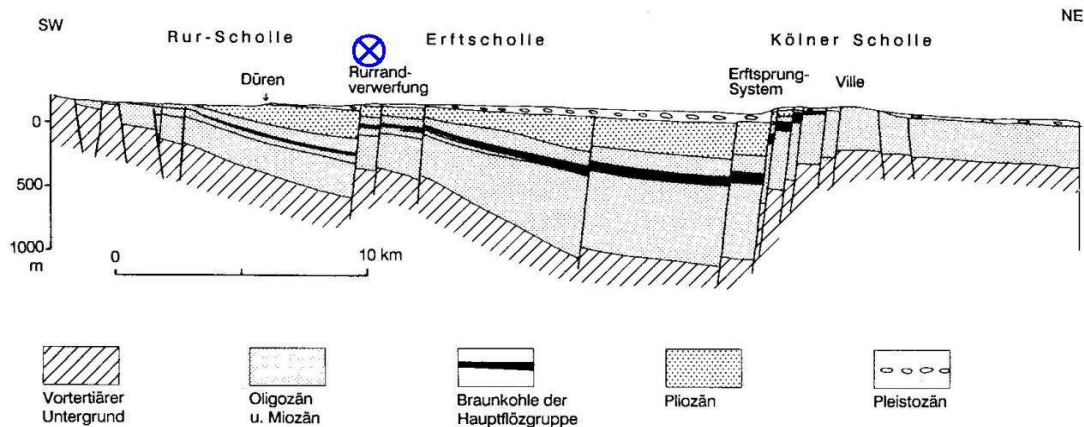 SW
NE
Rur-Scholle
Erftscholie
Kölner Scholle
Düren
Rurrand-
verwerfung
Erftsprung-
System
Ville
0
500
1000
m
0
10 km
Vortertiärer
Untergrund
Oligozän
u. Miozän
Braunkohle der
Hauptflözgruppe
Pliozän
Pleistozän